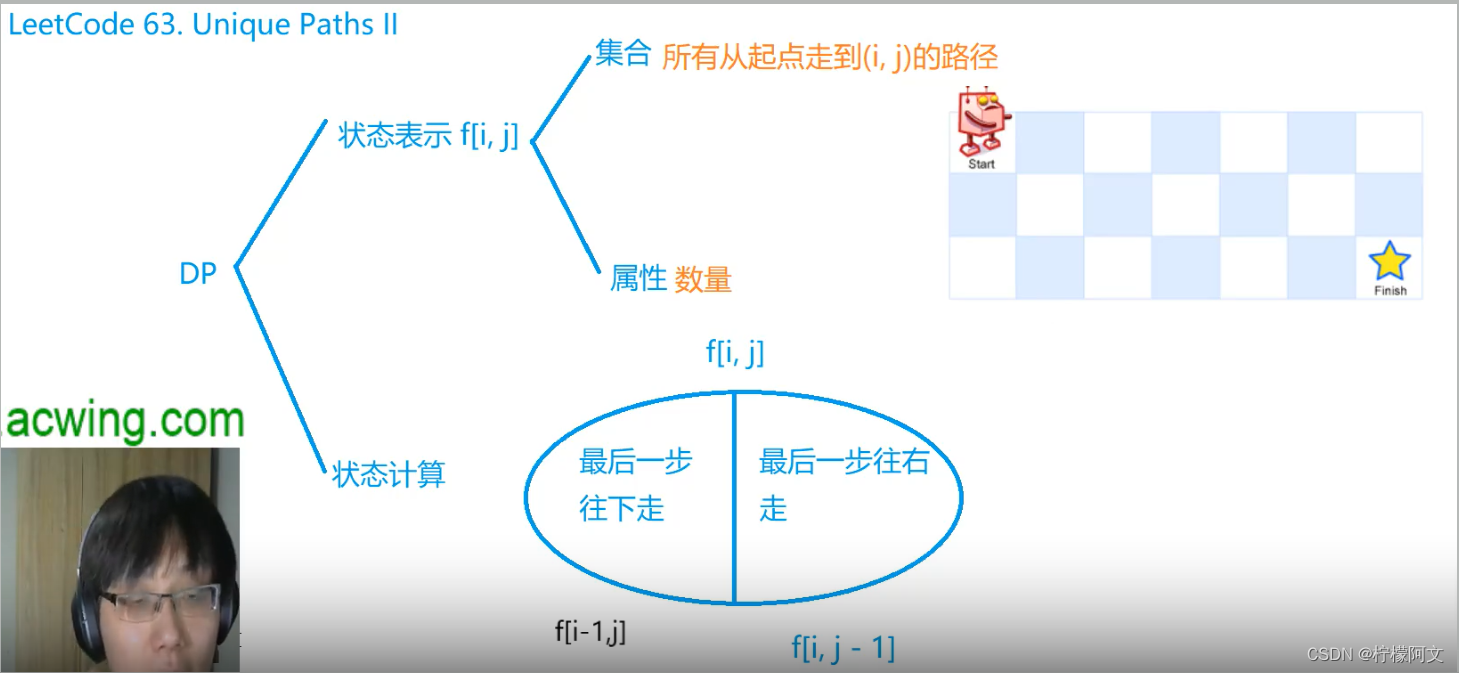 LeetCode 63. Unique Paths II
集合 所有从起点走到(i, j)的路径
状态表示 f[i, j]
Start
DP
属性 数量
Finish
f[i, j]
acwing.com
状态计算
最后一步
往下走
最后一步往右
走
f[i-1,j]
f[i, j - 1]
CSDN @柠檬阿文